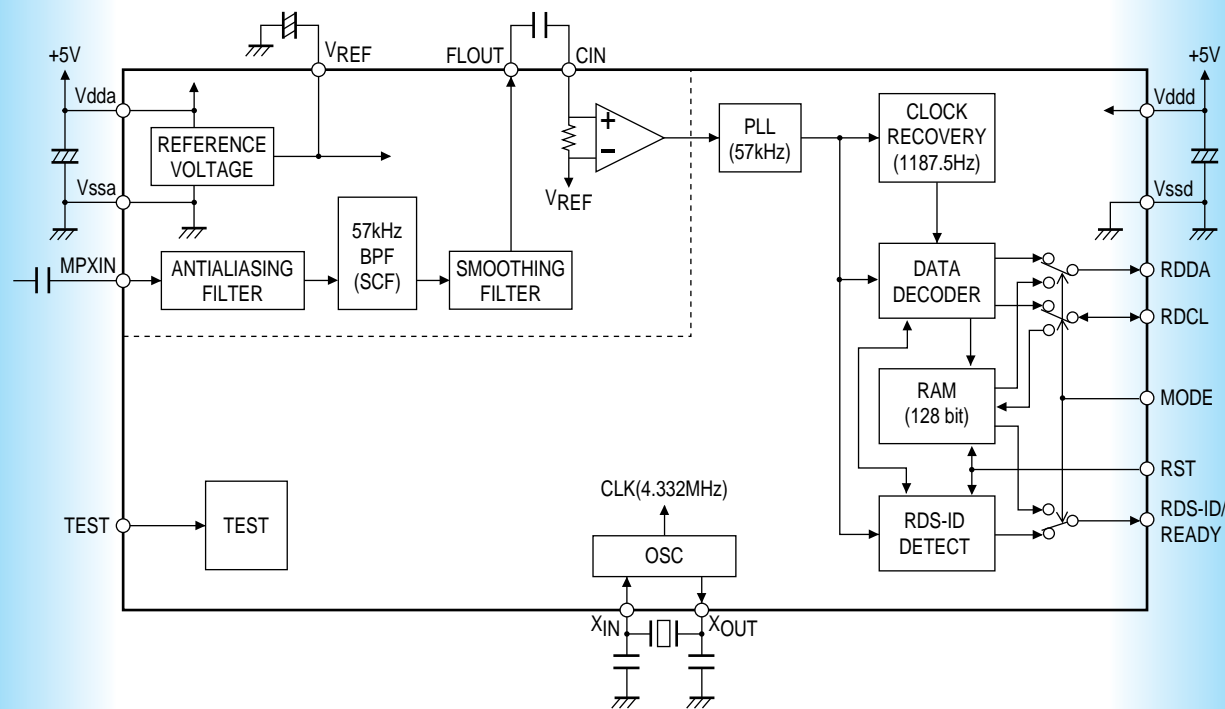 VREF
FLOUT
CIN
+5V
+5V
Vdda
Vddd
REFERENCE
VOLTAGE
+
−
PLL
(57kHz)
CLOCK
RECOVERY
(1187.5Hz)
Vssa
VREF
Vssd
MPXIN
ANTIALIASING
FILTER
57kHz
BPF
(SCF)
SMOOTHING
FILTER
DATA
DECODER
RDDA
RDCL
RAM
(128 bit)
MODE
RST
CLK(4.332MHz)
TEST
TEST
OSC
RDS-ID
DETECT
RDS-ID/
READY
XIN
XOUT